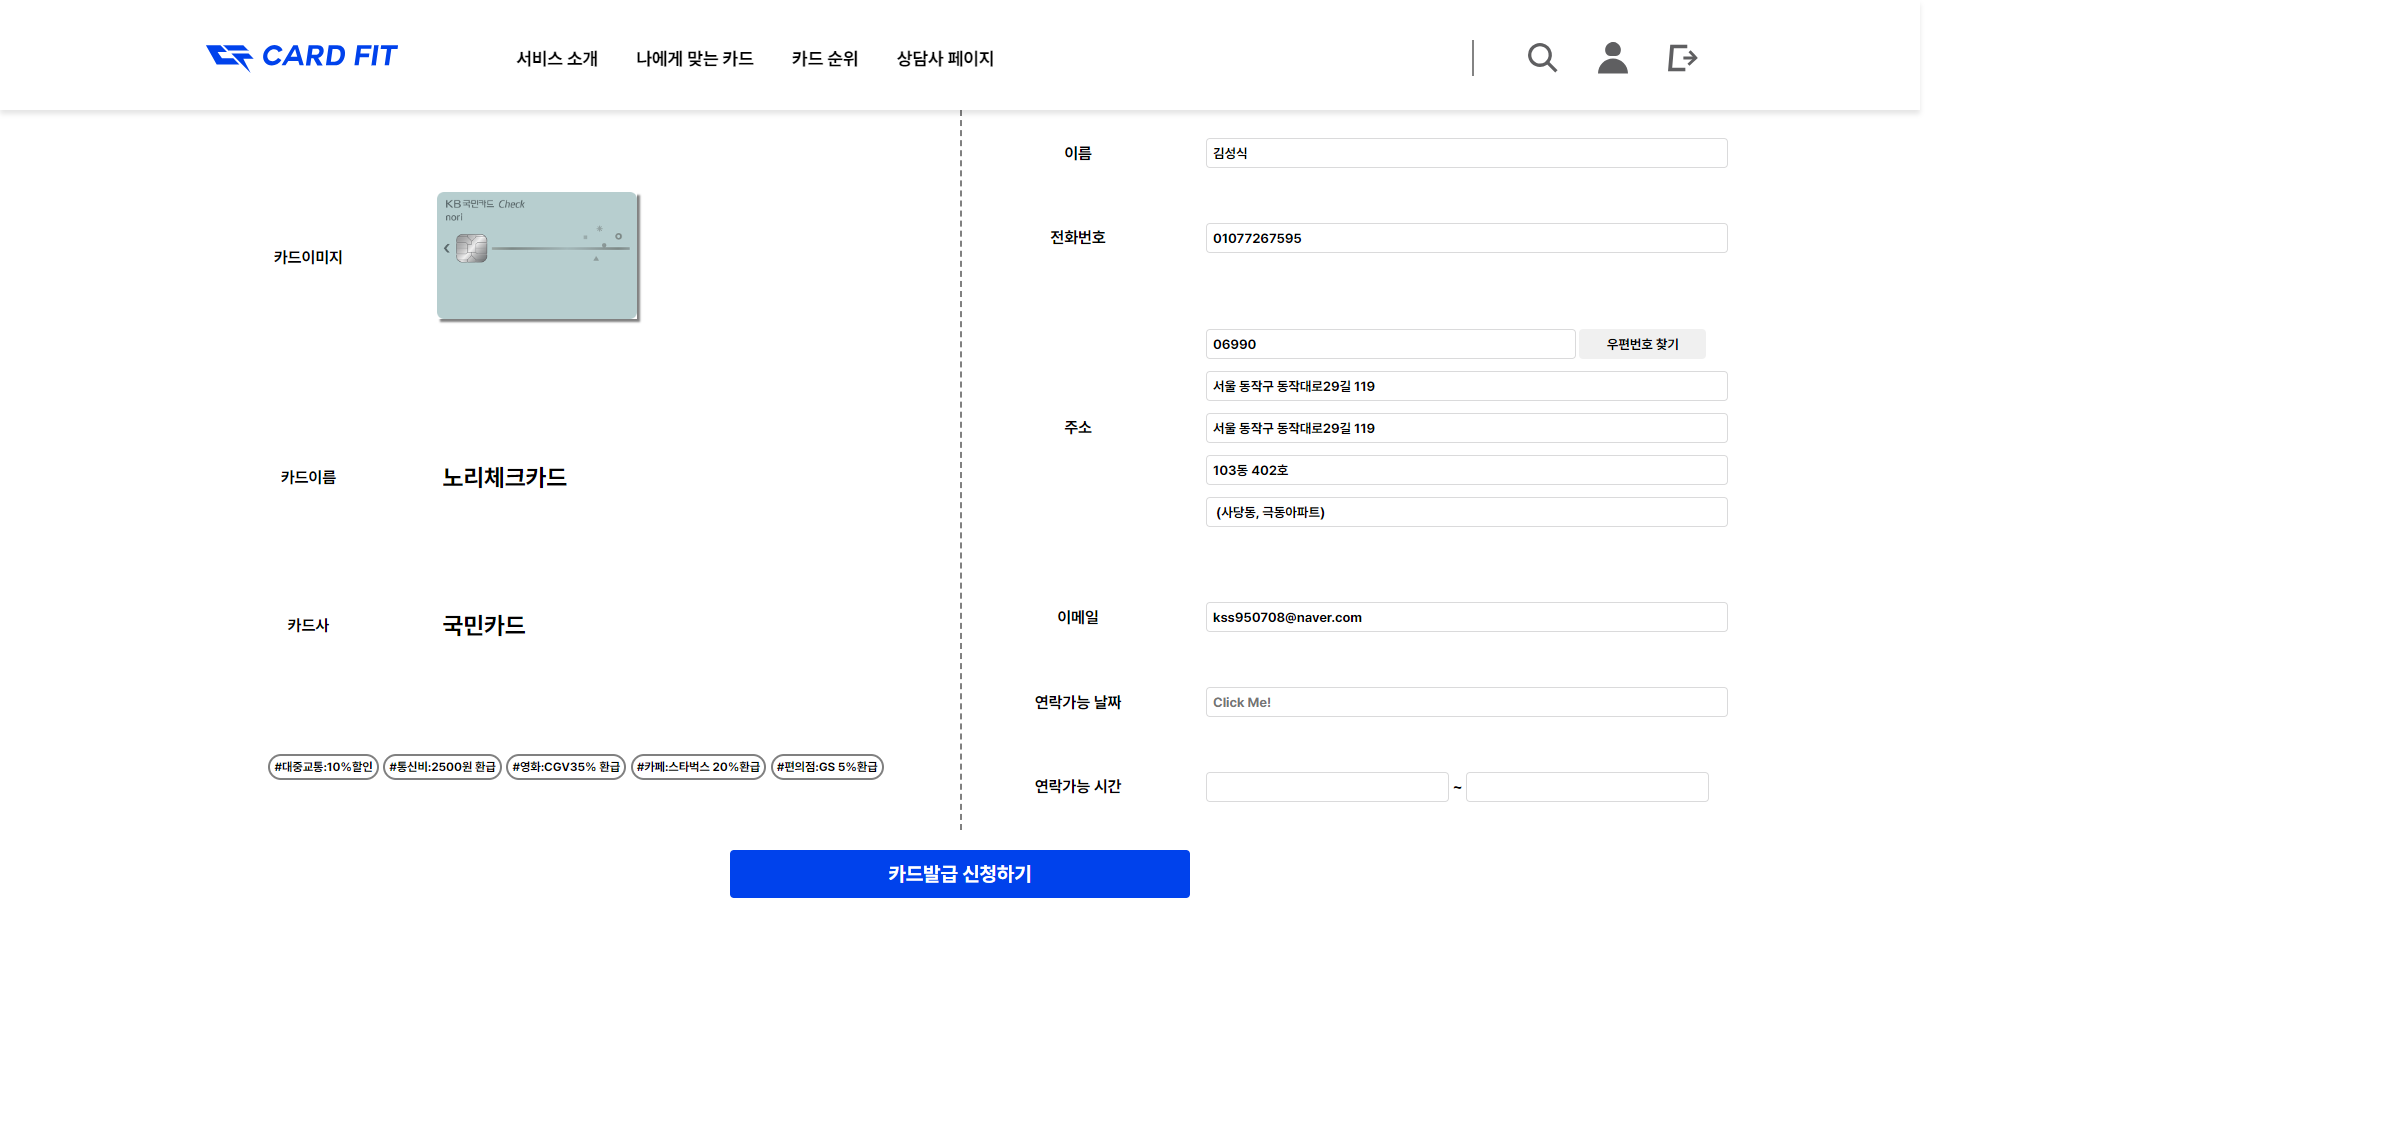 CARD FIT
서비스 소개 나에게 맞는 카드 카드 순위 상담사 페이지
카드이미지
KB국민카드 Check
nori
카드이름 노리체크카드
카드사 국민카드
#대중교통:10%할인 #통신비:2500원 환급 #영화:CGV35% 환급 #카페:스타벅스 20%환급 #편의점:GS 5%환급
이름 김성식
전화번호 01077267595
06990 우편번호 찾기
서울 동작구 동작대로29길 119
주소 서울 동작구 동작대로29길 119
103동 402호
(사당동, 극동아파트)
이메일 kss950708@naver.com
연락가능 날짜 Click Me!
연락가능 시간 ~
카드발급 신청하기